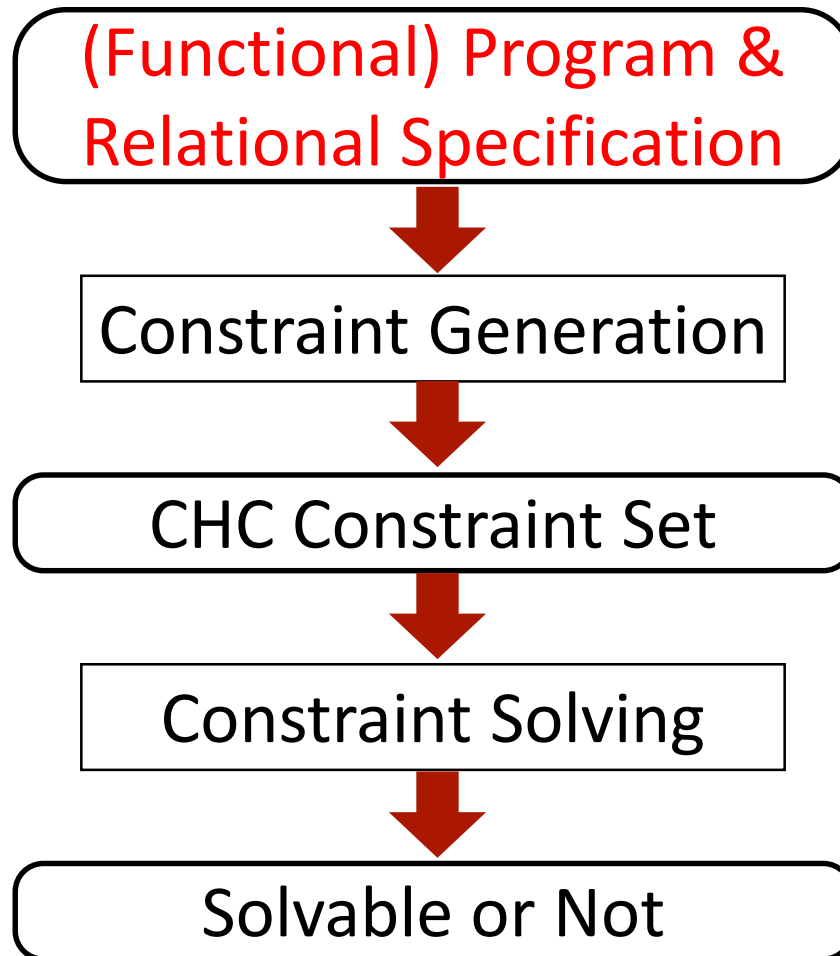 (Functional) Program &
Relational Specification
Constraint Generation
CHC Constraint Set
Constraint Solving
Solvable or Not